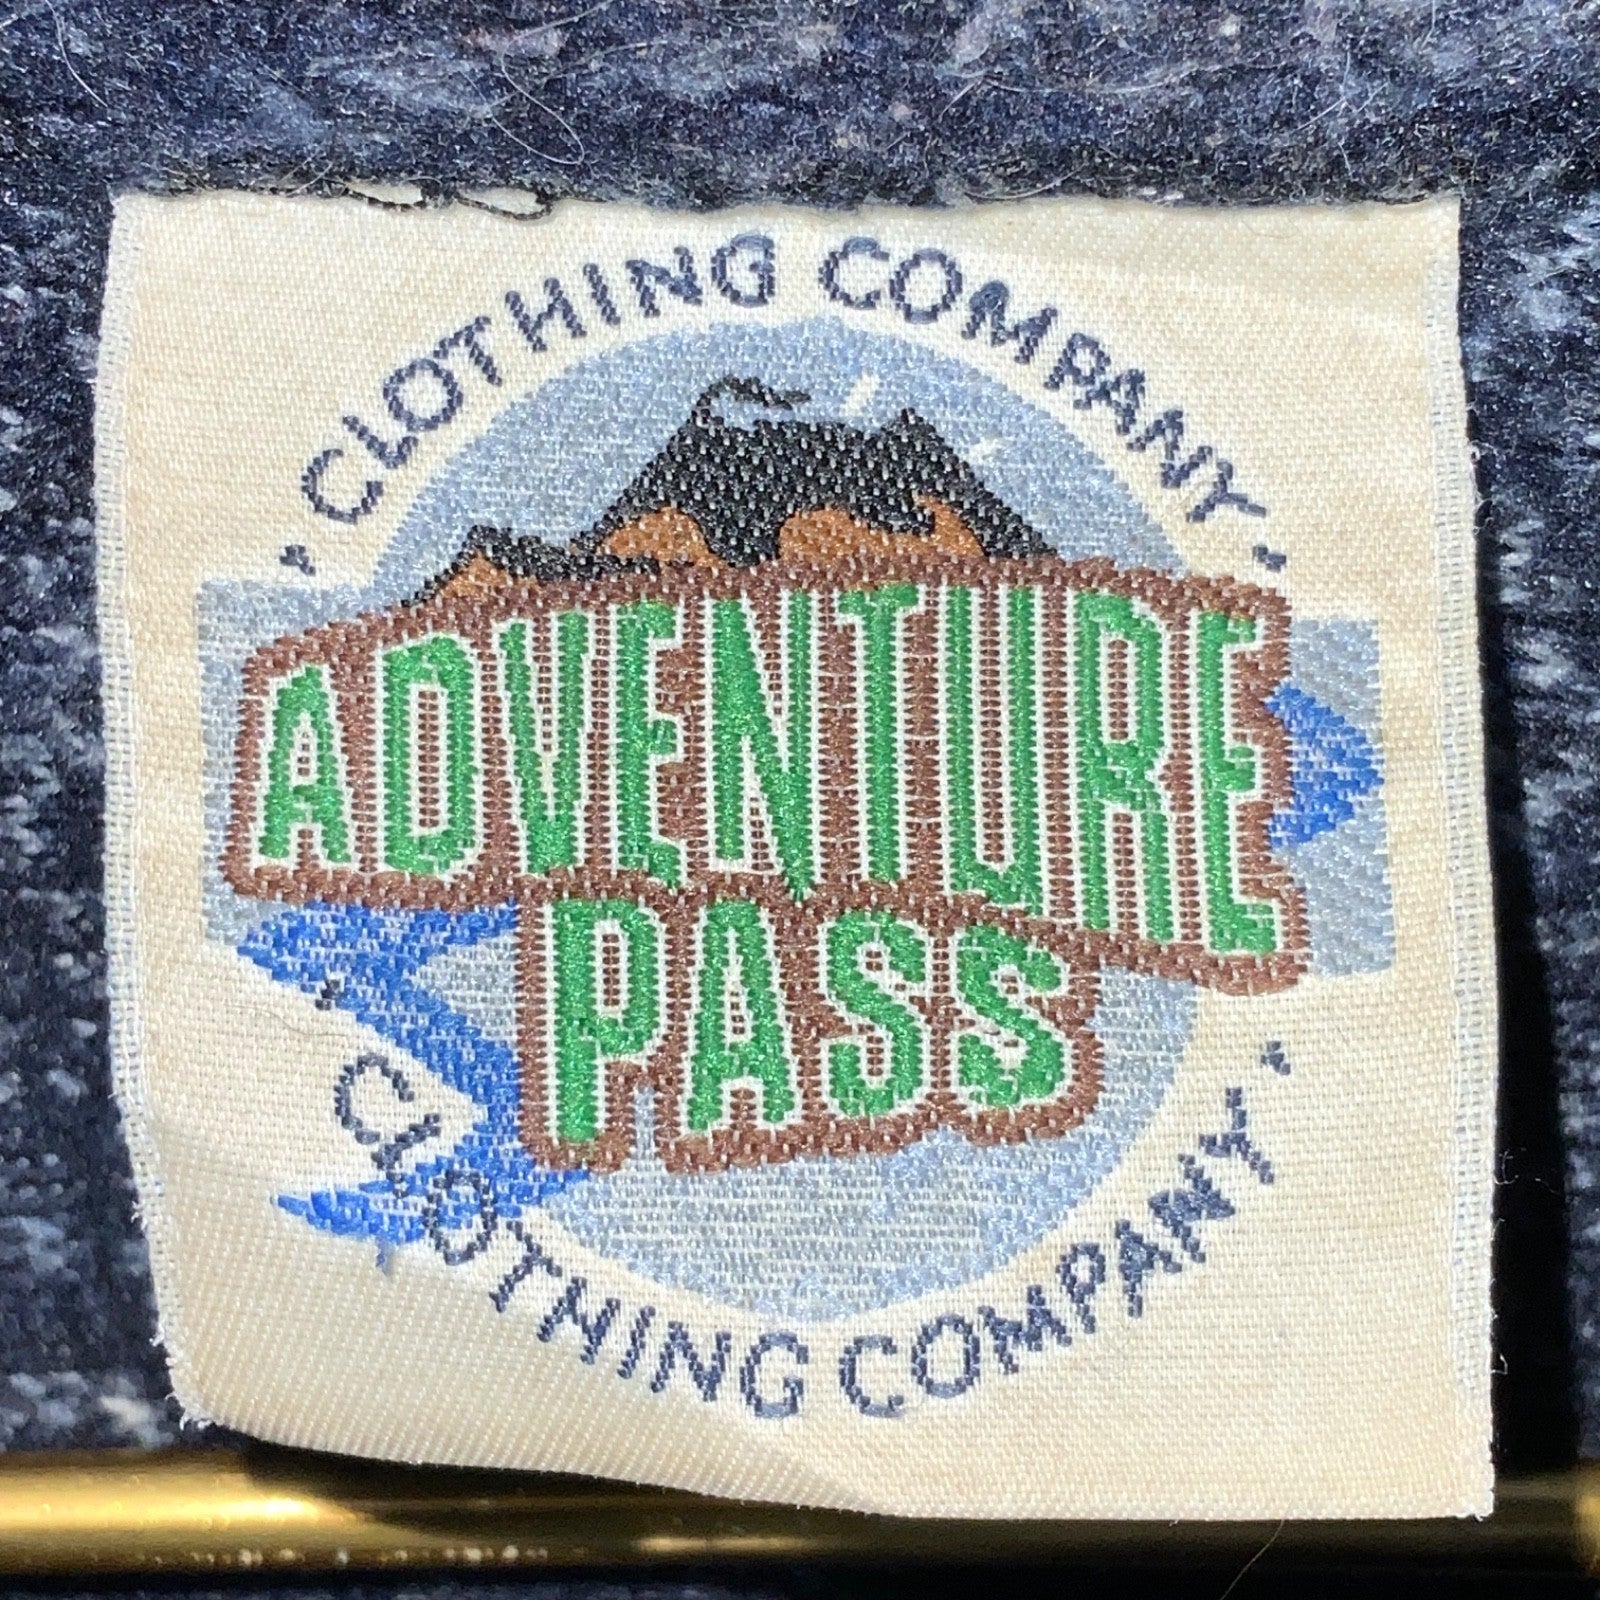 · CLOTHING COMPANY ·
ADVENTURE
PASS
· CLOTHING COMPANY ·